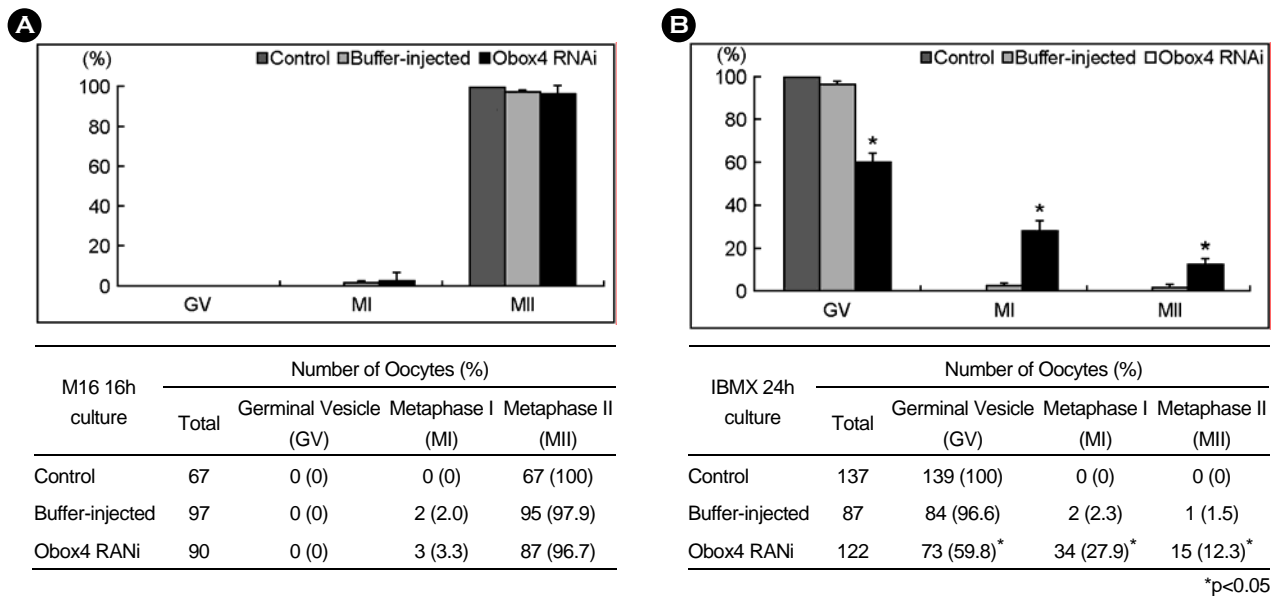 A
(%)
Control Buffer-injected Obox4 RNAi
100
80
60
40
20
0
GV MI MII
M16 16h culture
Number of Oocytes (%)
Total
Germinal Vesicle (GV)
Metaphase I (MI)
Metaphase II (MII)
Control 67 0 (0) 0 (0) 67 (100)
Buffer-injected 97 0 (0) 2 (2.0) 95 (97.9)
Obox4 RANi 90 0 (0) 3 (3.3) 87 (96.7)
B
(%)
Control Buffer-injected Obox4 RNAi
100
80
60
40
20
0
*
*
*
GV MI MII
IBMX 24h culture
Number of Oocytes (%)
Total
Germinal Vesicle (GV)
Metaphase I (MI)
Metaphase II (MII)
Control 137 139 (100) 0 (0) 0 (0)
Buffer-injected 87 84 (96.6) 2 (2.3) 1 (1.5)
Obox4 RANi 122 73 (59.8)* 34 (27.9)* 15 (12.3)*
*p<0.05